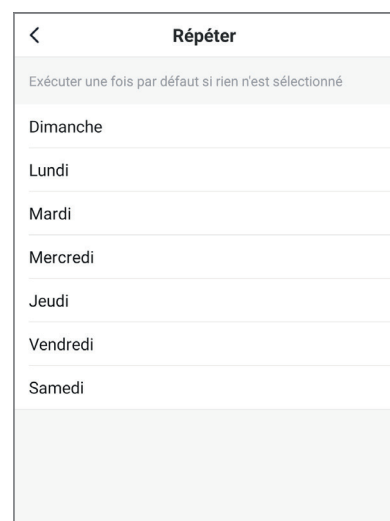 Répéter
Exécuter une fois par défaut si rien n'est sélectionné
Dimanche
Lundi
Mardi
Mercredi
Jeudi
Vendredi
Samedi